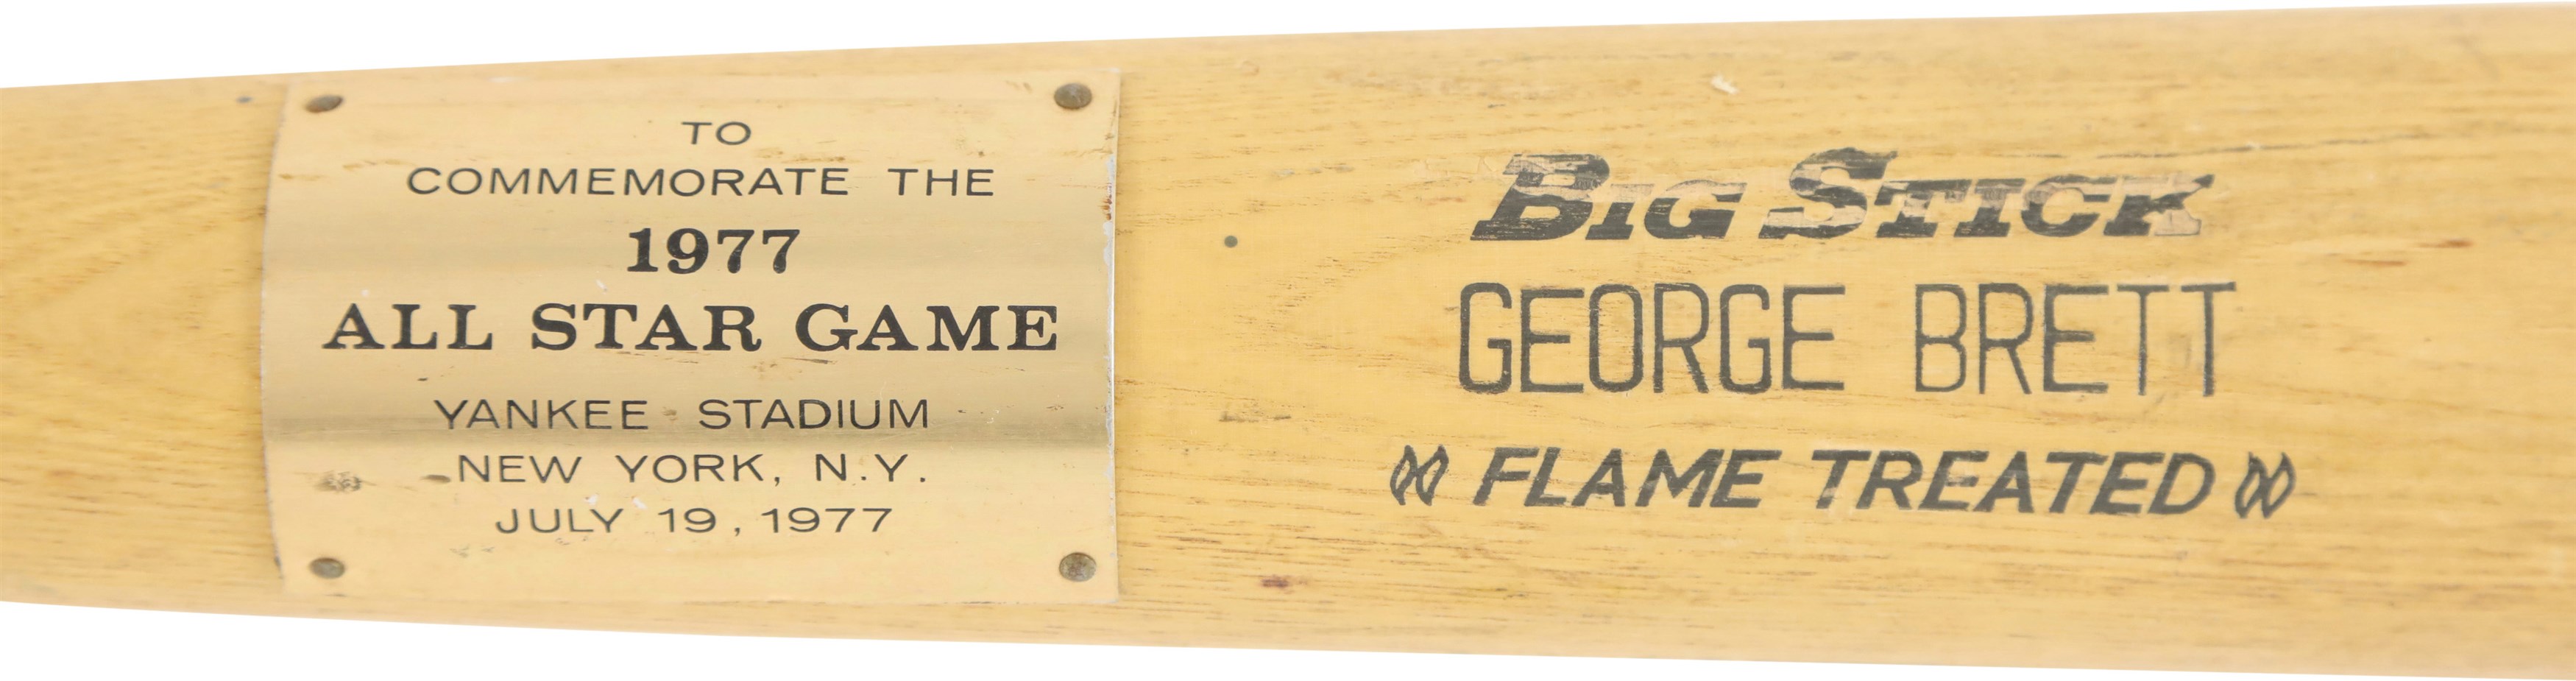 TO
COMMEMORATE THE
1977
ALL STAR GAME
YANKEE STADIUM
NEW YORK, N.Y.
JULY 19, 1977
BIG STICK
GEORGE BRETT
FLAME TREATED